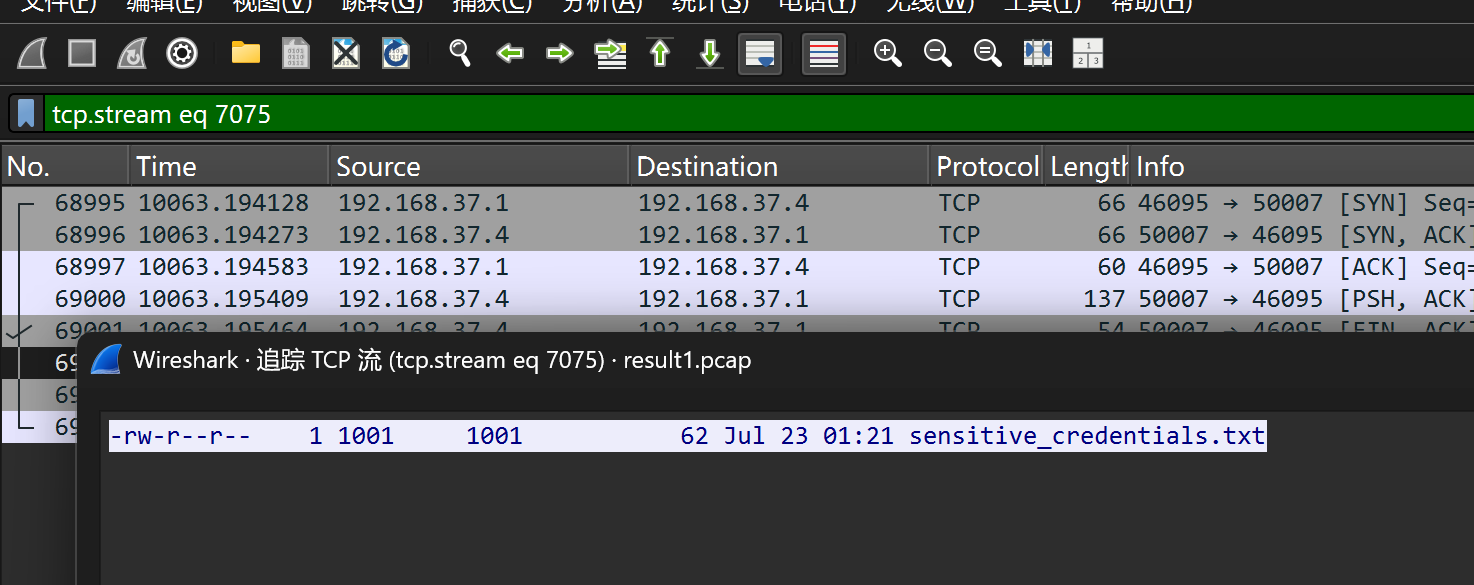 文件(F) 编辑(E) 视图(V) 跳转(G) 捕获(C) 分析(A) 统计(S) 电话(Y) 无线(W) 工具(T) 帮助(H)
tcp.stream eq 7075
No. Time Source Destination Protocol Length Info
68995 10063.194128 192.168.37.1 192.168.37.4 TCP 66 46095 → 50007 [SYN] Seq=
68996 10063.194273 192.168.37.4 192.168.37.1 TCP 66 50007 → 46095 [SYN, ACK]
68997 10063.194583 192.168.37.1 192.168.37.4 TCP 60 46095 → 50007 [ACK] Seq=
69000 10063.195409 192.168.37.4 192.168.37.1 TCP 137 50007 → 46095 [PSH, ACK]
69001 10063.195464 192.168.37.4 192.168.37.1 TCP 54 50007 → 46095 [FIN, ACK]
Wireshark · 追踪 TCP 流 (tcp.stream eq 7075) · result1.pcap
-rw-r--r-- 1 1001 1001 62 Jul 23 01:21 sensitive_credentials.txt